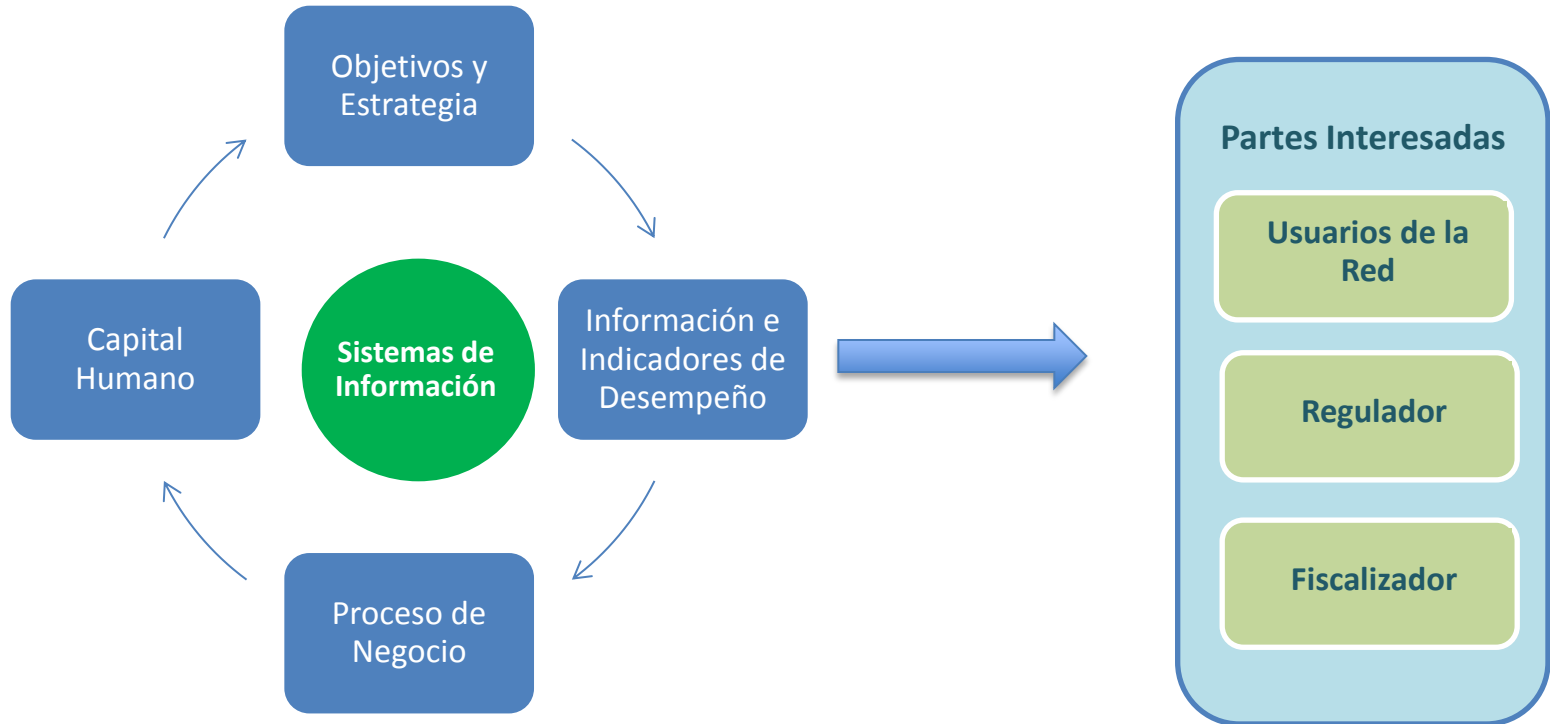 Objetivos y
Estrategia
Capital
Humano
Sistemas de
Información
Información e
Indicadores de
Desempeño
Proceso de
Negocio
Partes Interesadas
Usuarios de la
Red
Regulador
Fiscalizador